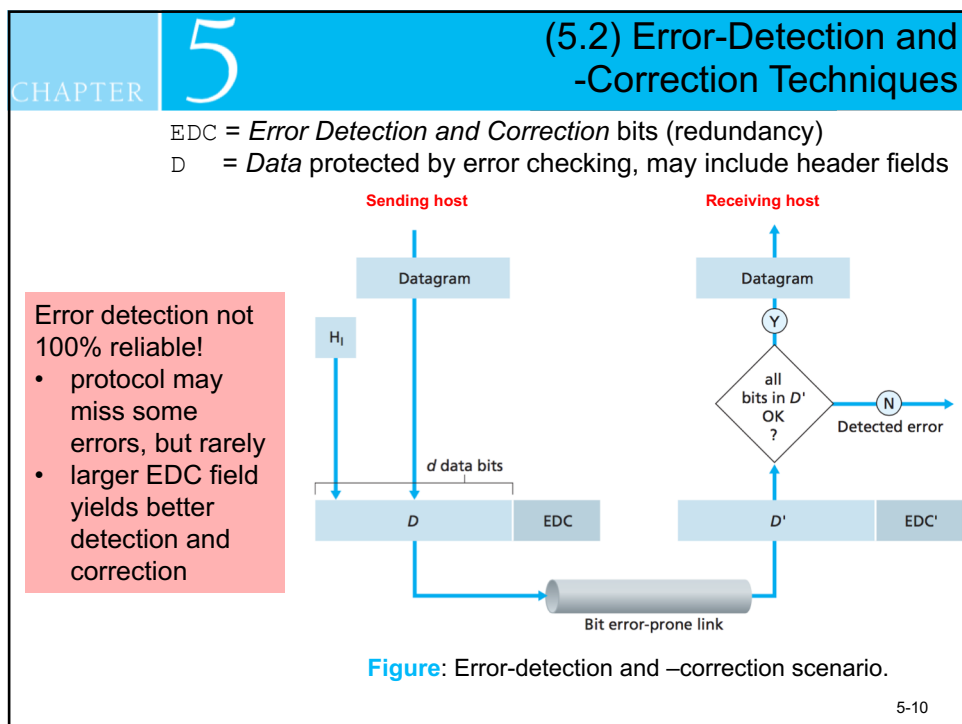 CHAPTER 5
(5.2) Error-Detection and
-Correction Techniques
EDC = Error Detection and Correction bits (redundancy)
D = Data protected by error checking, may include header fields
Sending host
Receiving host
Datagram
Datagram
Error detection not
100% reliable!
• protocol may
miss some
errors, but rarely
• larger EDC field
yields better
detection and
correction
Hl
Y
all
bits in D'
OK
?
N
Detected error
d data bits
D
EDC
D'
EDC'
Bit error-prone link
Figure: Error-detection and –correction scenario.
5-10